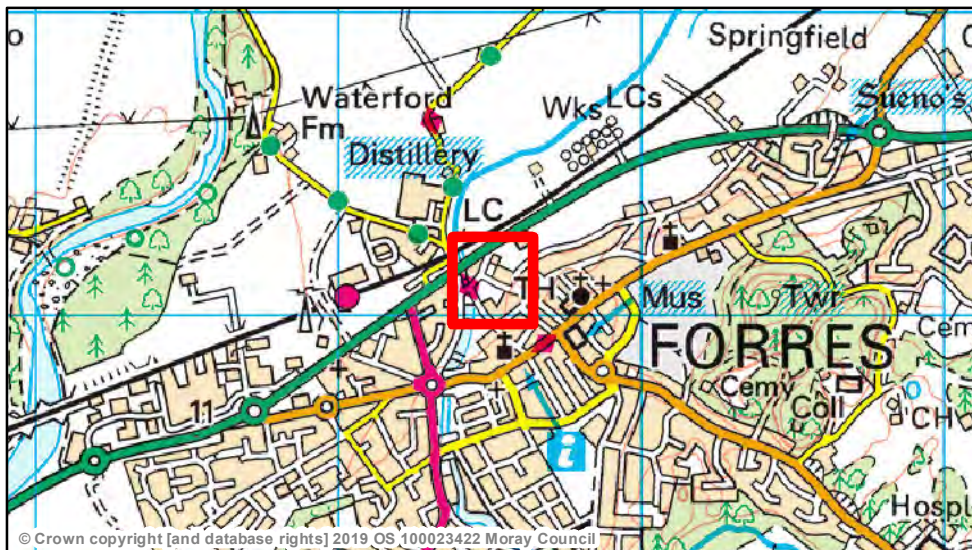 Springfield
Waterford
Fm
Wks
LCs
Sueno's
Distillery
LC
TH
Mus
Twr
FORRES
Cemy
Coll
Cem
CH
11
i
Hospl
© Crown copyright [and database rights] 2019 OS 100023422 Moray Council